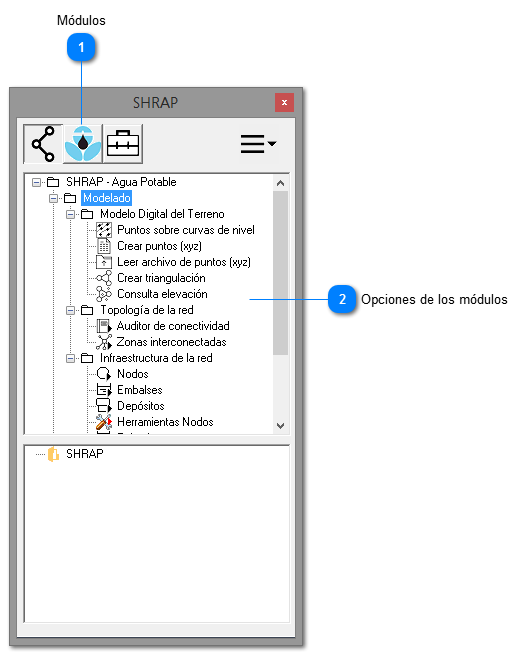 Módulos
1
SHRAP
x
SHRAP - Agua Potable
Modelado
Modelo Digital del Terreno
Puntos sobre curvas de nivel
Crear puntos (xyz)
Leer archivo de puntos (xyz)
Crear triangulación
Consulta elevación
2 Opciones de los módulos
Topología de la red
Auditor de conectividad
Zonas interconectadas
Infraestructura de la red
Nodos
Embalses
Depósitos
Herramientas Nodos
SHRAP